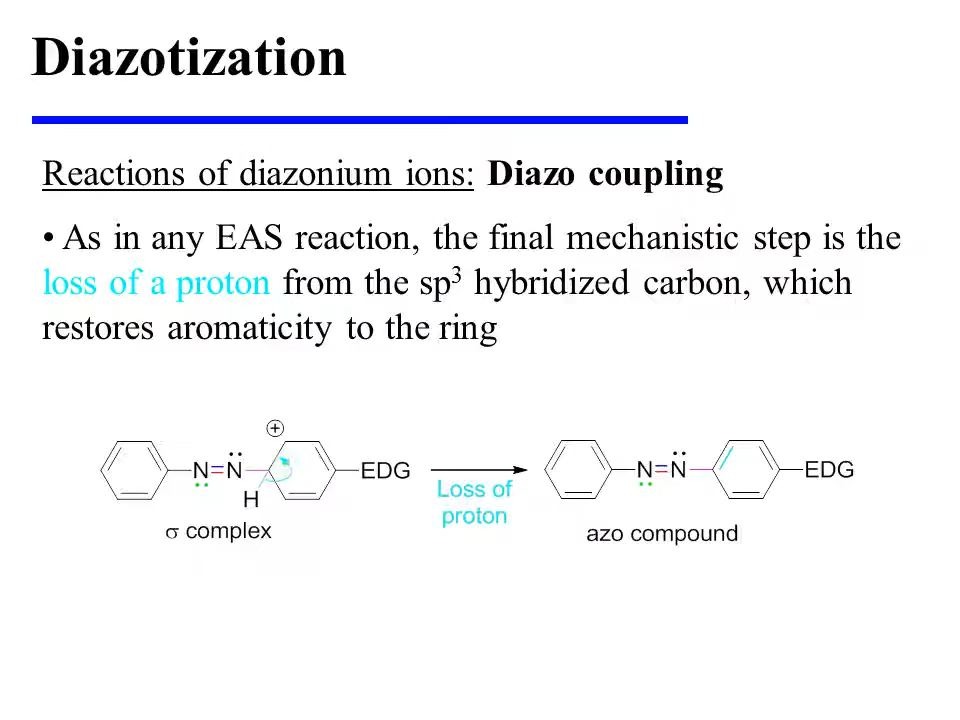 Diazotization
Reactions of diazonium ions: Diazo coupling
• As in any EAS reaction, the final mechanistic step is the
loss of a proton from the sp³ hybridized carbon, which
restores aromaticity to the ring
+
N=N
EDG
H
σ complex
Loss of
proton
N=N
EDG
azo compound